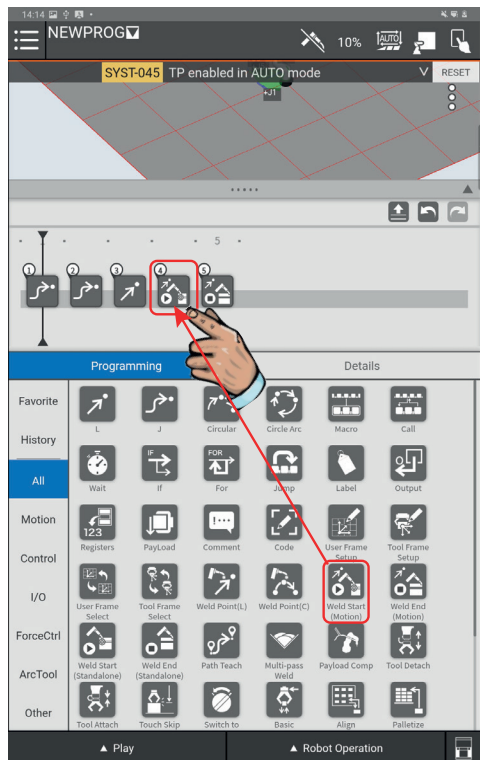 14:14
NEWPROG
10%
AUTO
SYST-045 TP enabled in AUTO mode
RESET
+J1
5
1 2 3 4 5
Programming Details
Favorite
History
All
Motion
Control
I/O
ForceCtrl
ArcTool
Other
L J Circular Circle Arc Macro Call
IF FOR
Wait If For Jump Label Output
123
Registers PayLoad Comment Code User Frame Setup Tool Frame Setup
User Frame Select Tool Frame Select Weld Point(L) Weld Point(C) Weld Start (Motion) Weld End (Motion)
Weld Start (Standalone) Weld End (Standalone) Path Teach Multi-pass Weld Payload Comp Tool Detach
Tool Attach Touch Skip Switch to Basic Align Palletize
▲ Play ▲ Robot Operation